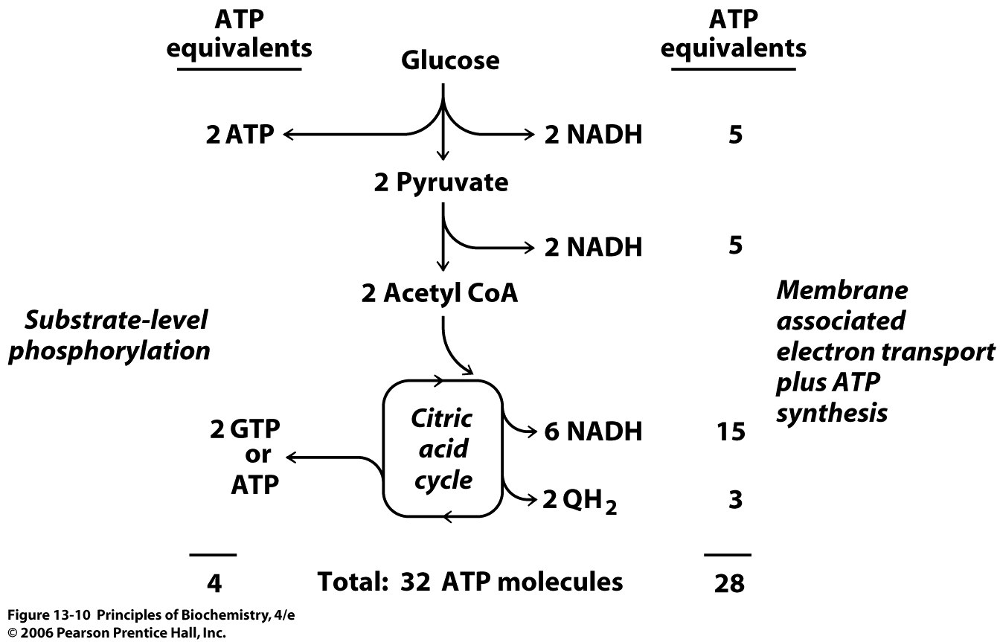 ATP
equivalents
ATP
equivalents
Glucose
2 ATP
2 NADH
5
2 Pyruvate
2 NADH
5
2 Acetyl CoA
Substrate-level
phosphorylation
Membrane
associated
electron transport
plus ATP
synthesis
Citric
acid
cycle
2 GTP
or
ATP
6 NADH
15
2 QH₂
3
4
Total: 32 ATP molecules
28
Figure 13-10 Principles of Biochemistry, 4/e
© 2006 Pearson Prentice Hall, Inc.